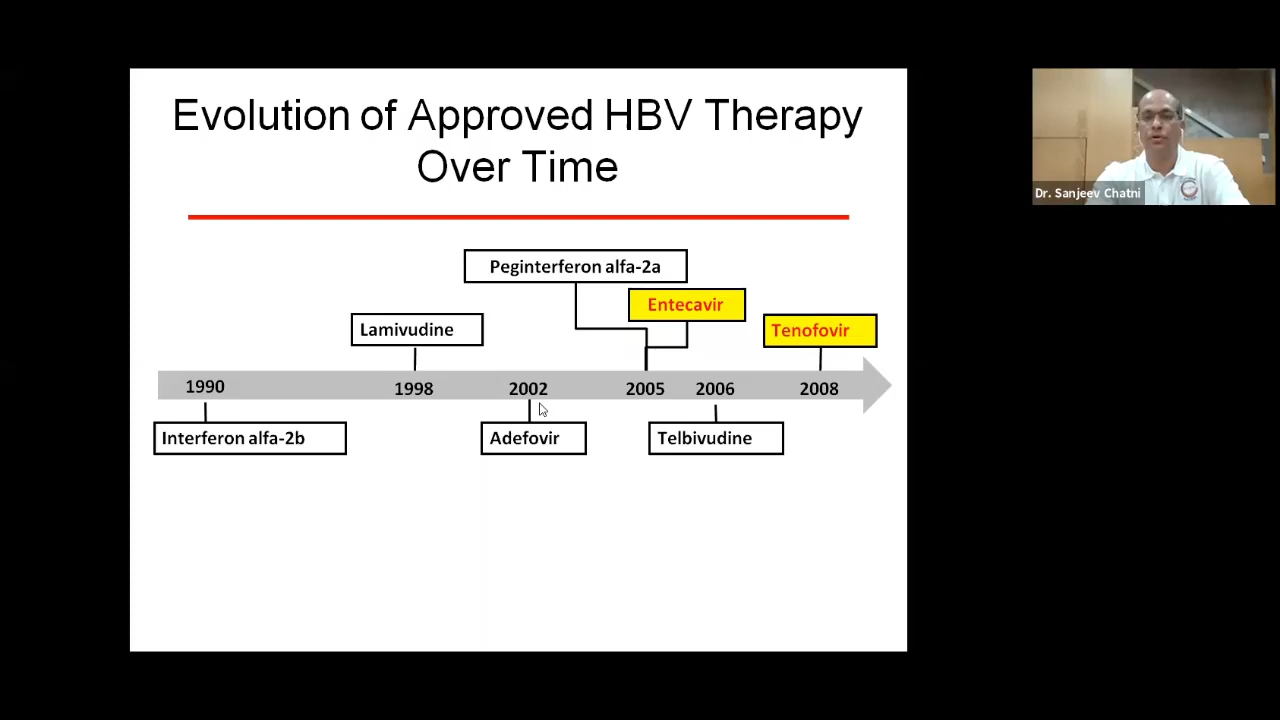 Evolution of Approved HBV Therapy
Over Time
Peginterferon alfa-2a
Entecavir
Lamivudine
Tenofovir
1990
1998
2002
2005
2006
2008
Interferon alfa-2b
Adefovir
Telbivudine
Dr. Sanjeev Chatni